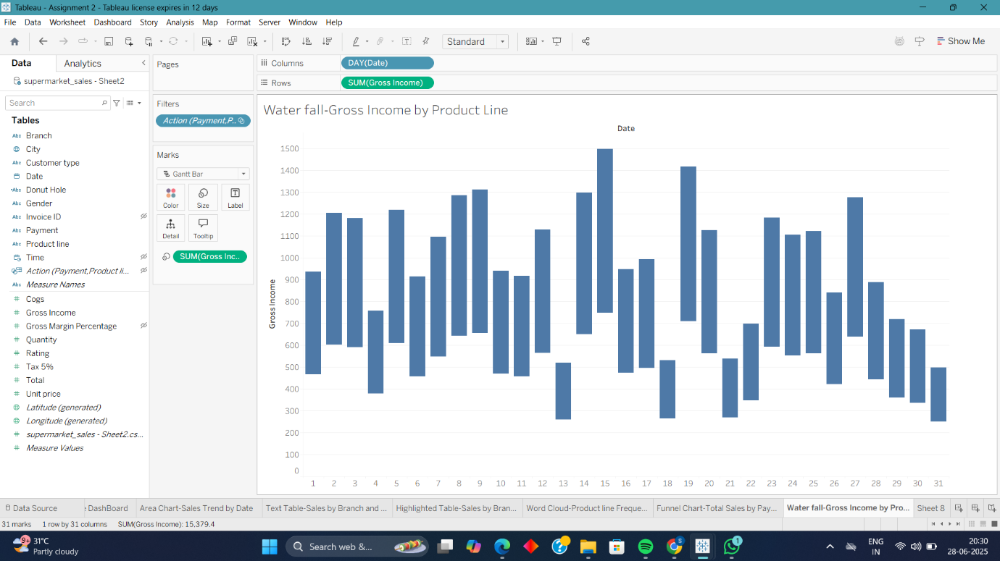 Tableau - Assignment 2 - Tableau license expires in 12 days
File Data Worksheet Dashboard Story Analysis Map Format Server Window Help
Standard
Show Me
Data Analytics
supermarket_sales - Sheet2
Search
Tables
Abc Branch
City
Abc Customer type
Date
=Abc Donut Hole
Abc Gender
Abc Invoice ID
Abc Payment
Abc Product line
Time
Action (Payment,Product li...
Abc Measure Names
Cogs
Gross Income
Gross Margin Percentage
Quantity
Rating
Tax 5%
Total
Unit price
Latitude (generated)
Longitude (generated)
supermarket_sales - Sheet2.cs...
Measure Values
Pages
Filters
Action (Payment,P..
Marks
Gantt Bar
Color Size Label
Detail Tooltip
SUM(Gross Inc..
Columns DAY(Date)
Rows SUM(Gross Income)
Water fall-Gross Income by Product Line
Date
Gross Income
1500
1400
1300
1200
1100
1000
900
800
700
600
500
400
300
200
100
0
1 2 3 4 5 6 7 8 9 10 11 12 13 14 15 16 17 18 19 20 21 22 23 24 25 26 27 28 29 30 31
Data Source DashBoard Area Chart-Sales Trend by Date Text Table-Sales by Branch and ... Highlighted Table-Sales by Bran... Word Cloud-Product line Freque... Funnel Chart-Total Sales by Pay... Water fall-Gross Income by Pro... Sheet 8
31 marks 1 row by 31 columns SUM(Gross Income): 15,379.4
9+
31°C
Partly cloudy
Search web &...
S
1
ENG
IN
20:30
28-06-2025